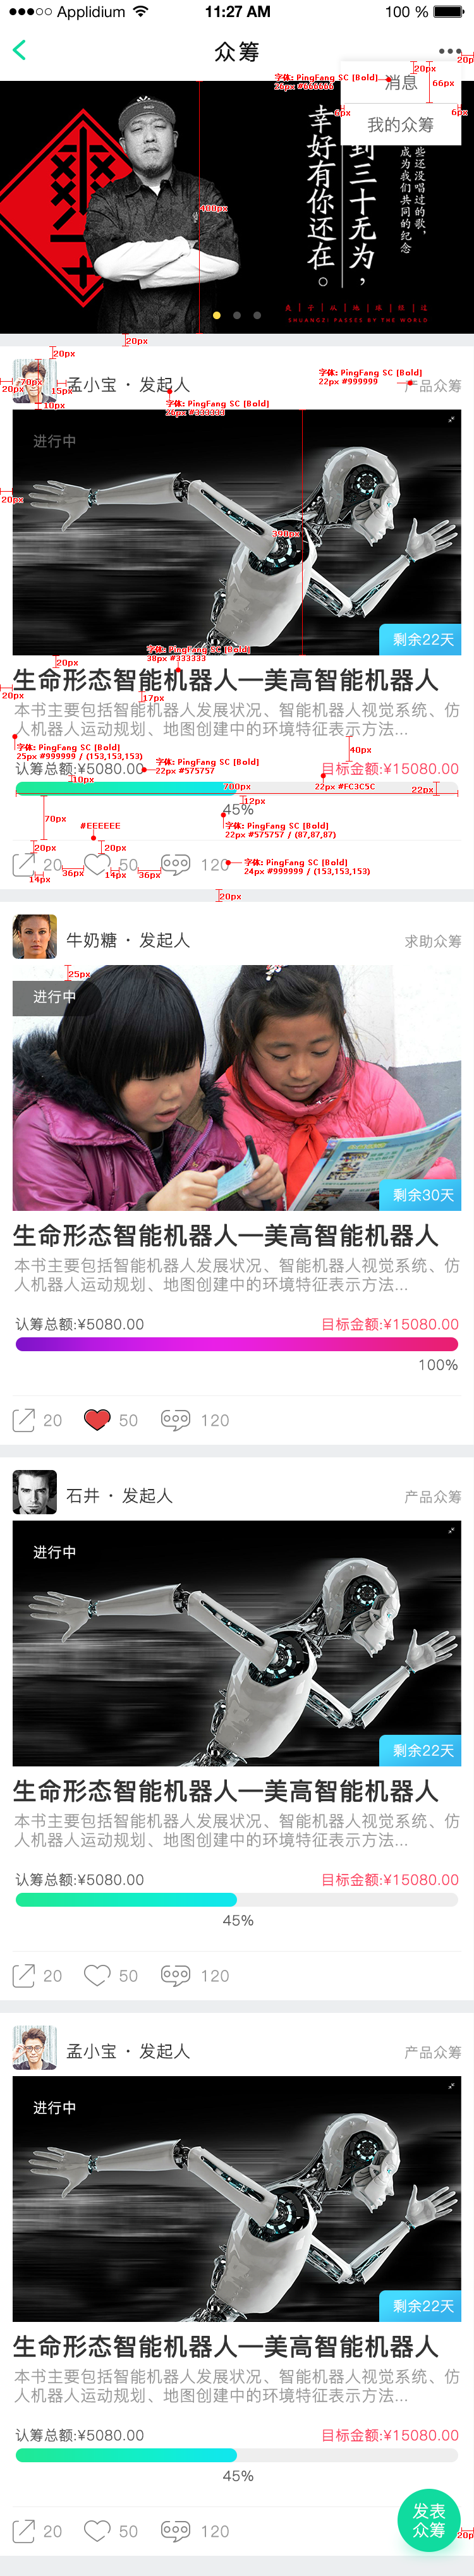 Applidium 11:27 AM 100 %
众筹
20px
字体: PingFang SC [Bold]
26px #666666
20px
消息
66px
6px
6px
我的众筹
幸好有你还在。
到三十无为，
些还没唱过的歌，
成为我们共同的纪念
400px
SHUANGZI PASSES BY THE WORLD
20px
20px
70px
20px
15px
10px
孟小宝 · 发起人
字体: PingFang SC [Bold]
26px #333333
字体: PingFang SC [Bold]
22px #999999
产品众筹
进行中
20px
390px
剩余22天
字体: PingFang SC [Bold]
38px #333333
20px
生命形态智能机器人—美高智能机器人
20px
17px
本书主要包括智能机器人发展状况、智能机器人视觉系统、仿
人机器人运动规划、地图创建中的环境特征表示方法...
字体: PingFang SC [Bold]
25px #999999 / (153,153,153)
40px
字体: PingFang SC [Bold]
22px #575757
认筹总额:¥5080.00
目标金额:¥15080.00
10px
700px
22px #FC3C5C
22px
12px
45%
70px
#EEEEEE
字体: PingFang SC [Bold]
22px #575757 / (87,87,87)
20px
20px
字体: PingFang SC [Bold]
24px #999999 / (153,153,153)
20 50 120
14px
36px
14px
36px
20px
牛奶糖 · 发起人
求助众筹
25px
进行中
剩余30天
生命形态智能机器人—美高智能机器人
本书主要包括智能机器人发展状况、智能机器人视觉系统、仿
人机器人运动规划、地图创建中的环境特征表示方法...
认筹总额:¥5080.00
目标金额:¥15080.00
100%
20 50 120
石井 · 发起人
产品众筹
进行中
剩余22天
生命形态智能机器人—美高智能机器人
本书主要包括智能机器人发展状况、智能机器人视觉系统、仿
人机器人运动规划、地图创建中的环境特征表示方法...
认筹总额:¥5080.00
目标金额:¥15080.00
45%
20 50 120
孟小宝 · 发起人
产品众筹
进行中
剩余22天
生命形态智能机器人—美高智能机器人
本书主要包括智能机器人发展状况、智能机器人视觉系统、仿
人机器人运动规划、地图创建中的环境特征表示方法...
认筹总额:¥5080.00
目标金额:¥15080.00
45%
发表
众筹
20px
20 50 120